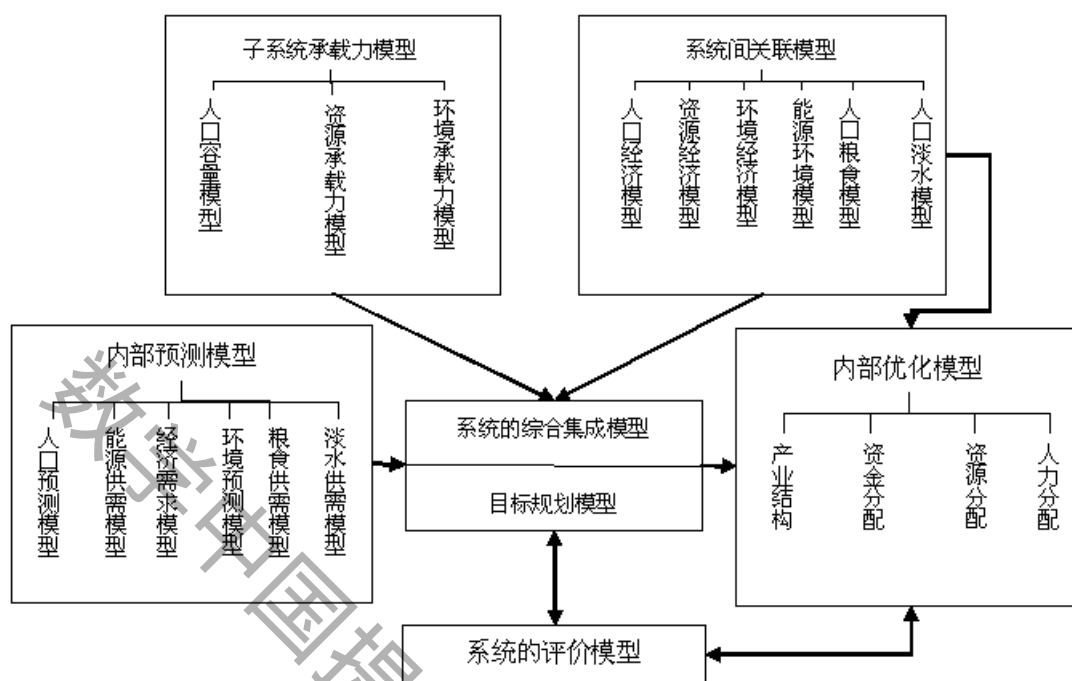 子系统承载力模型
人口容量模型
资源承载力模型
环境承载力模型
系统间关联模型
人口经济模型
资源经济模型
环境经济模型
能源环境模型
人口粮食模型
人口淡水模型
内部预测模型
人口预测模型
能源供需模型
经济需求模型
环境预测模型
粮食供需模型
淡水供需模型
系统的综合集成模型
目标规划模型
内部优化模型
产业结构
资金分配
资源分配
人力分配
系统的评价模型
数学中国提